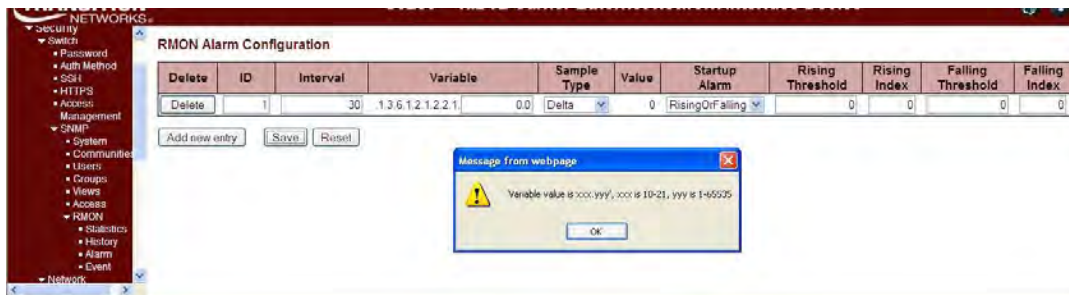 NETWORKS
Security
Switch
Password
Auth Method
SSH
HTTPS
Access
Management
SNMP
System
Communities
Users
Groups
Views
Access
RMON
Statistics
History
Alarm
Event
Network
RMON Alarm Configuration
Delete ID Interval Variable Sample Type Value Startup Alarm Rising Threshold Rising Index Falling Threshold Falling Index
Delete 1 30 .1.3.6.1.2.1.2.2.1. 0.0 Delta 0 RisingOrFalling 0 0 0 0
Add new entry Save Reset
Message from webpage
Variable value is xxx.yyy', xxx is 10-21, yyy is 1-65535
OK